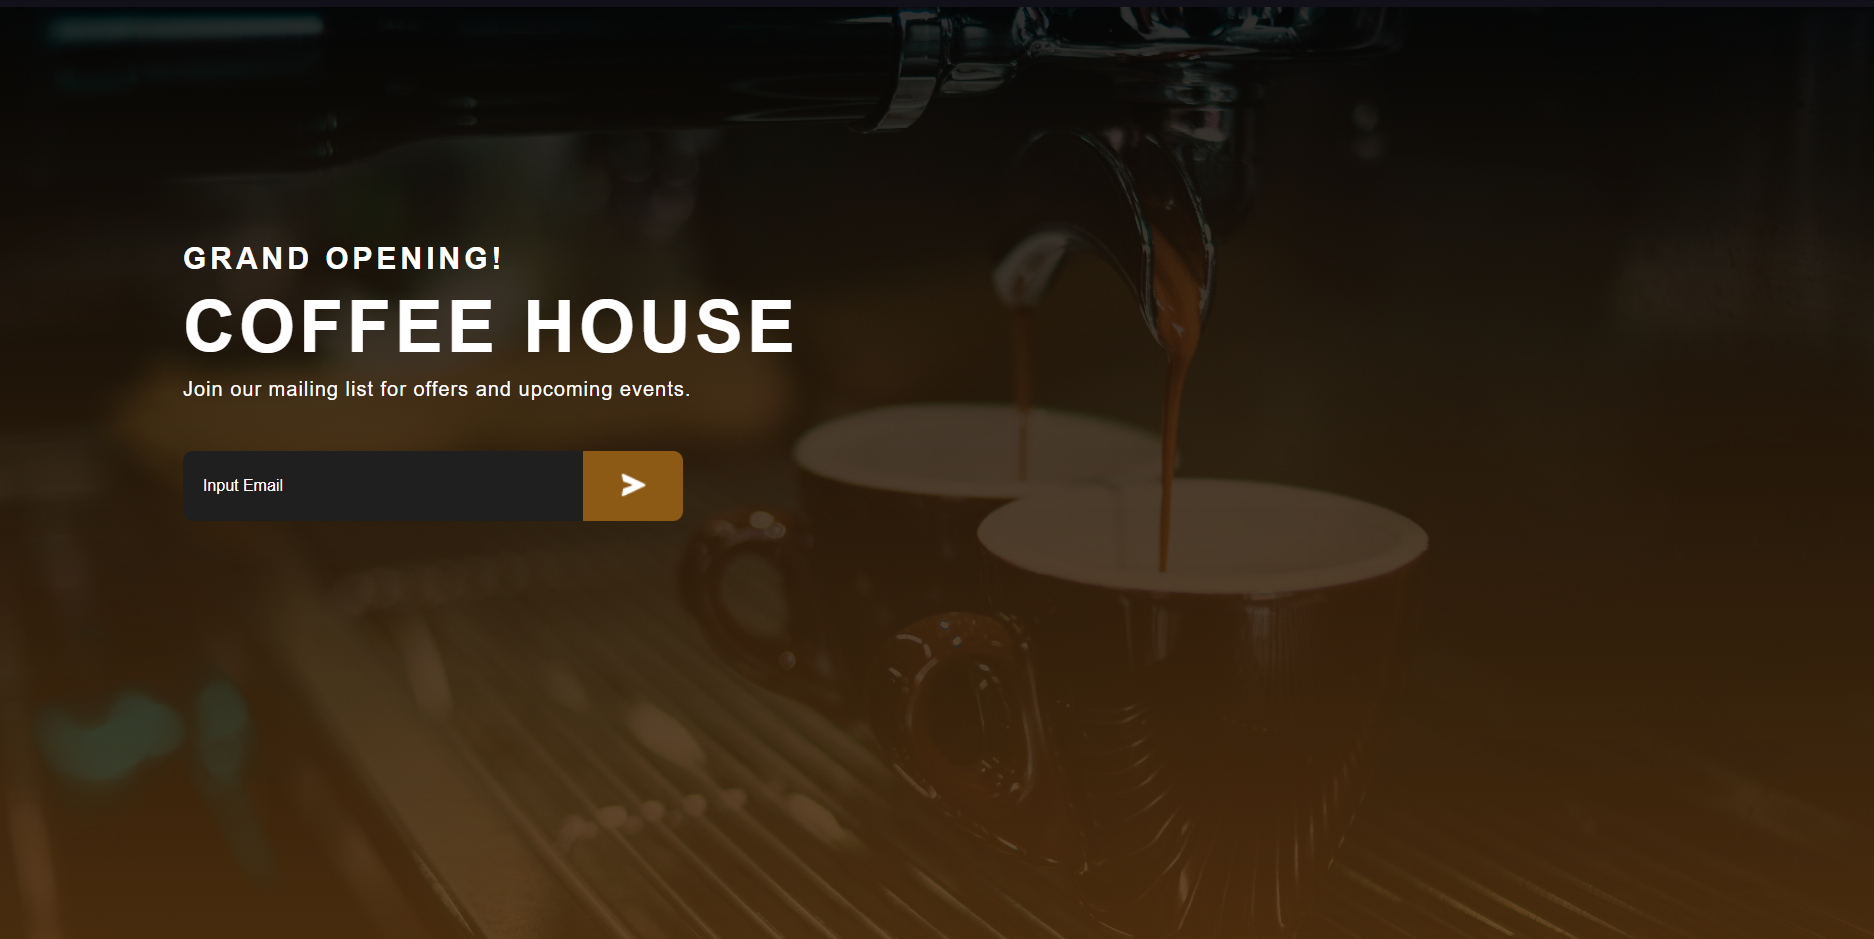 GRAND OPENING!
COFFEE HOUSE
Join our mailing list for offers and upcoming events.
Input Email